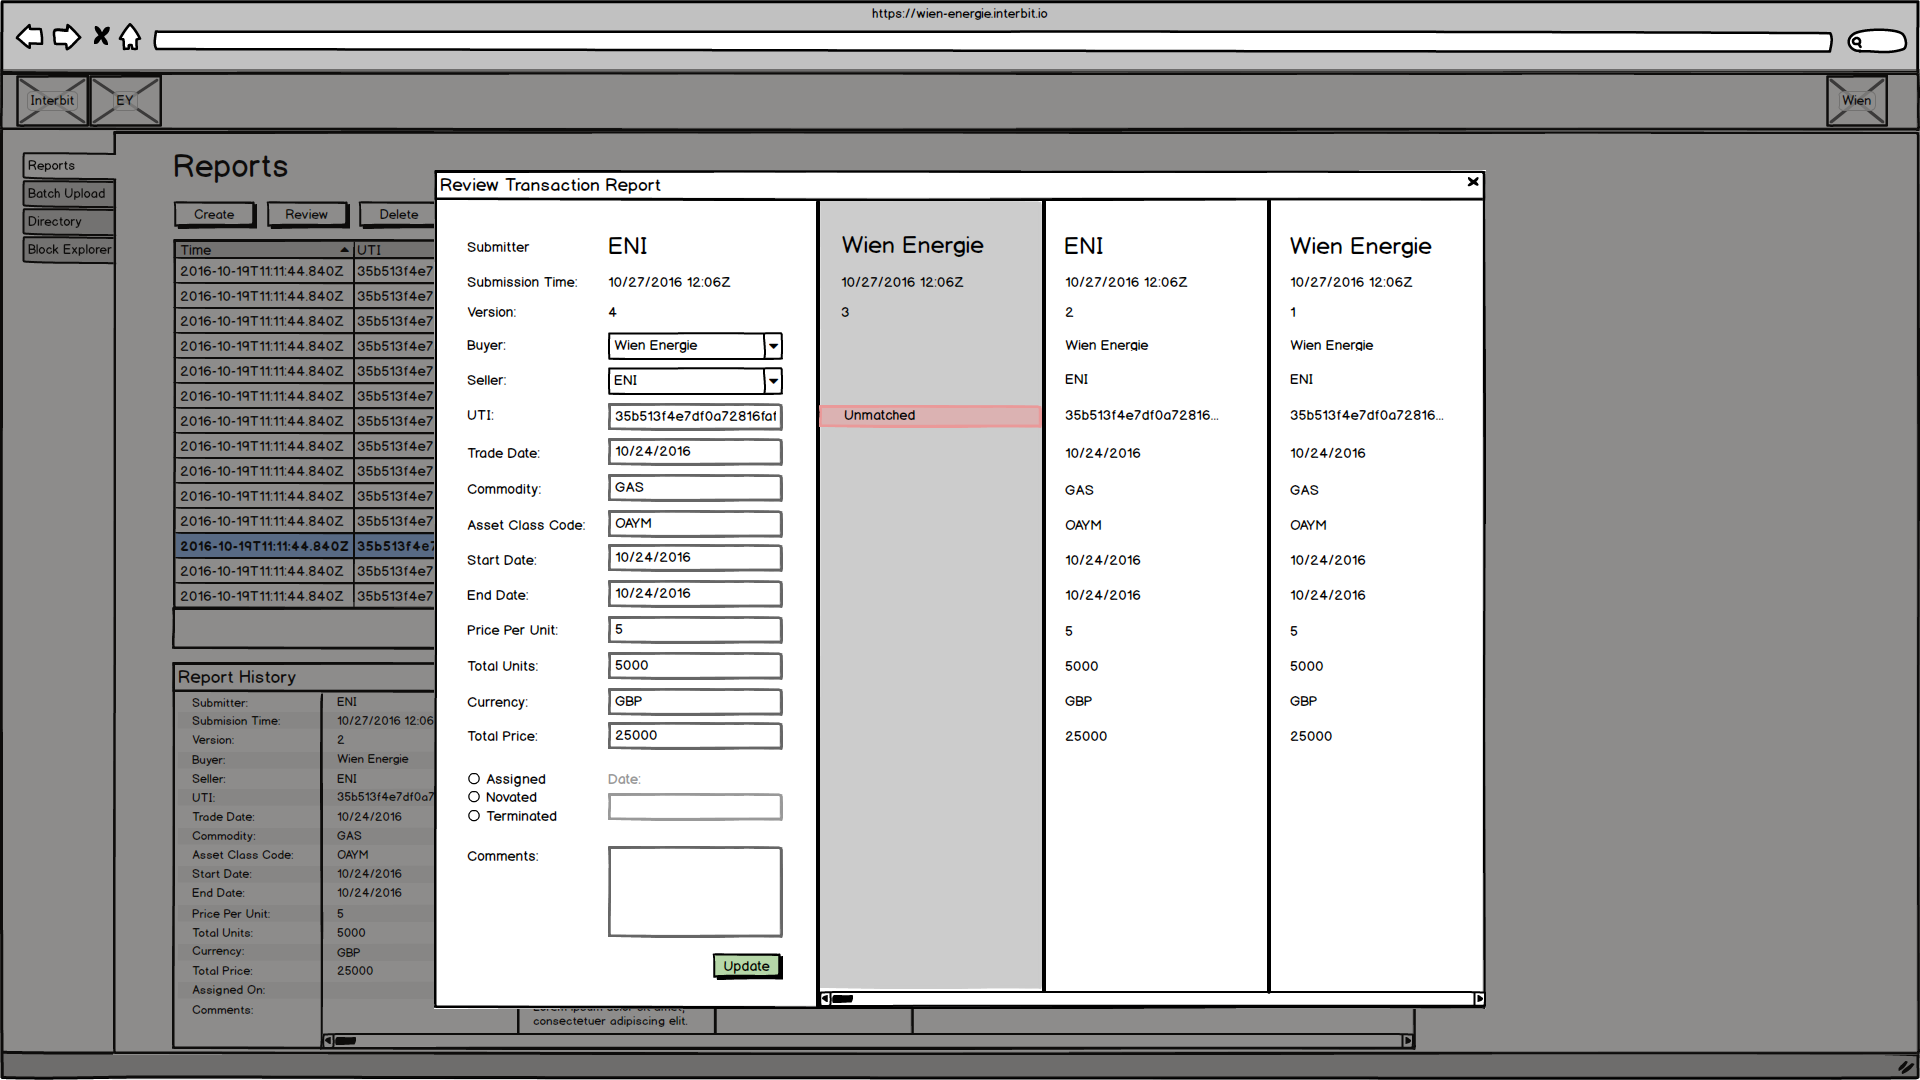 https://wien-energie.interbit.io
Interbit
EY
Wien
Reports
Batch Upload
Directory
Block Explorer
Reports
Create
Review
Delete
Time
UTI
2016-10-19T11:11:44.840Z 35b513f4e7
2016-10-19T11:11:44.840Z 35b513f4e7
2016-10-19T11:11:44.840Z 35b513f4e7
2016-10-19T11:11:44.840Z 35b513f4e7
2016-10-19T11:11:44.840Z 35b513f4e7
2016-10-19T11:11:44.840Z 35b513f4e7
2016-10-19T11:11:44.840Z 35b513f4e7
2016-10-19T11:11:44.840Z 35b513f4e7
2016-10-19T11:11:44.840Z 35b513f4e7
2016-10-19T11:11:44.840Z 35b513f4e7
2016-10-19T11:11:44.840Z 35b513f4e7
2016-10-19T11:11:44.840Z 35b513f4e7
2016-10-19T11:11:44.840Z 35b513f4e7
2016-10-19T11:11:44.840Z 35b513f4e7
Report History
Submitter: ENI
Submision Time: 10/27/2016 12:06
Version: 2
Buyer: Wien Energie
Seller: ENI
UTI: 35b513f4e7df0a7
Trade Date: 10/24/2016
Commodity: GAS
Asset Class Code: OAYM
Start Date: 10/24/2016
End Date: 10/24/2016
Price Per Unit: 5
Total Units: 5000
Currency: GBP
Total Price: 25000
Assigned On:
Comments:
consectetuer adipiscing elit.
Review Transaction Report
Submitter ENI Wien Energie ENI Wien Energie
Submission Time: 10/27/2016 12:06Z 10/27/2016 12:06Z 10/27/2016 12:06Z 10/27/2016 12:06Z
Version: 4 3 2 1
Buyer: Wien Energie Wien Energie Wien Energie
Seller: ENI ENI ENI
UTI: 35b513f4e7df0a72816faf Unmatched 35b513f4e7df0a72816... 35b513f4e7df0a72816...
Trade Date: 10/24/2016 10/24/2016 10/24/2016
Commodity: GAS GAS GAS
Asset Class Code: OAYM OAYM OAYM
Start Date: 10/24/2016 10/24/2016 10/24/2016
End Date: 10/24/2016 10/24/2016 10/24/2016
Price Per Unit: 5 5 5
Total Units: 5000 5000 5000
Currency: GBP GBP GBP
Total Price: 25000 25000 25000
Assigned Date:
Novated
Terminated
Comments:
Update